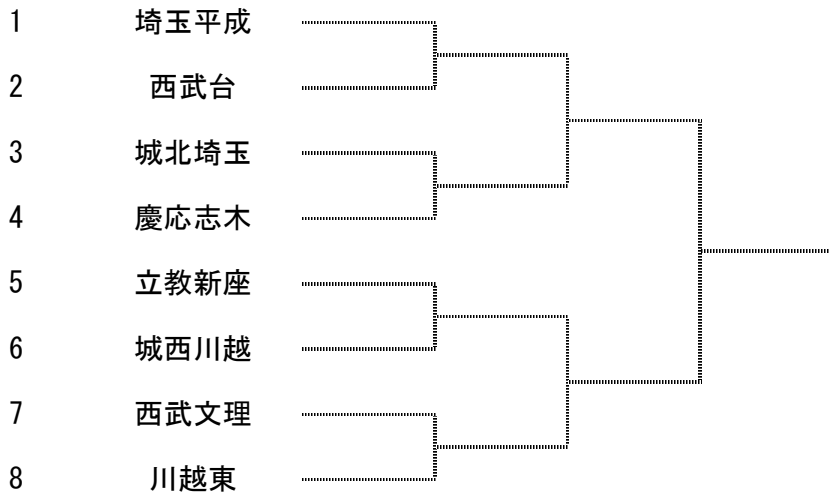 1 埼玉平成
2 西武台
3 城北埼玉
4 慶応志木
5 立教新座
6 城西川越
7 西武文理
8 川越東